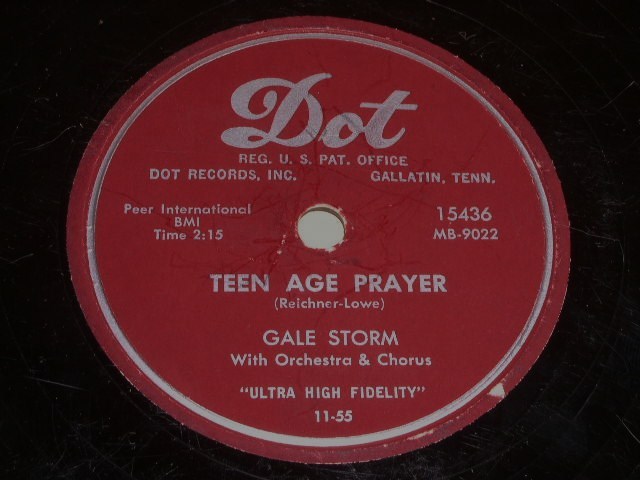 Dot
REG. U. S. PAT. OFFICE
DOT RECORDS, INC. GALLATIN, TENN.
Peer International
BMI
Time 2:15
15436
MB-9022
TEEN AGE PRAYER
(Reichner-Lowe)
GALE STORM
With Orchestra & Chorus
"ULTRA HIGH FIDELITY"
11-55